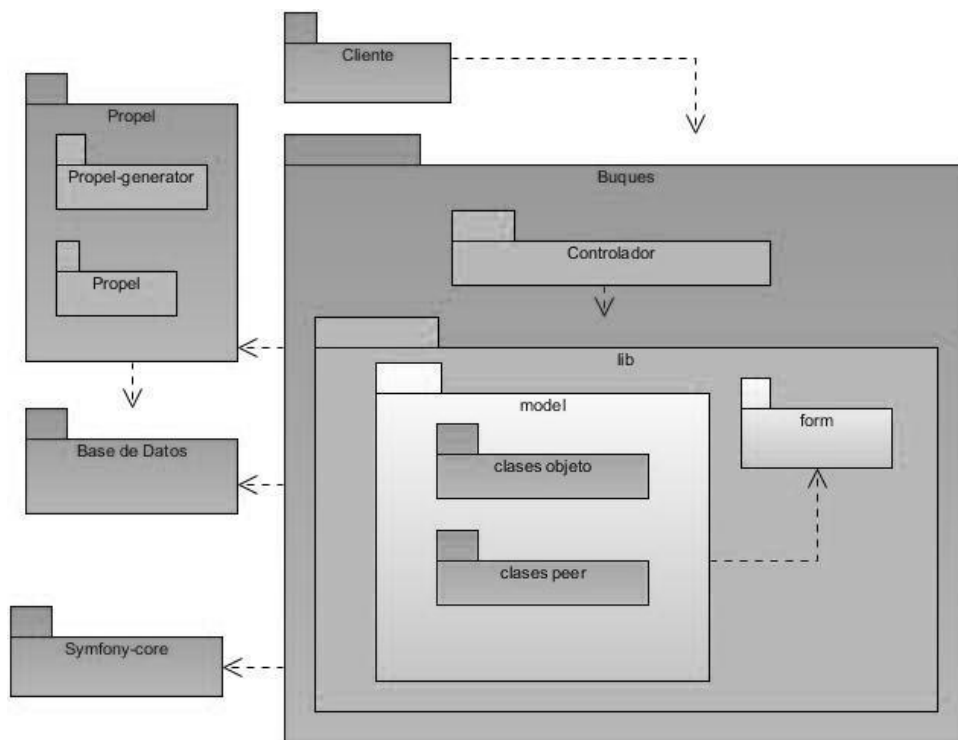 Cliente
Propel
Propel-generator
Propel
Buques
Controlador
lib
model
form
clases objeto
clases peer
Base de Datos
Symfony-core